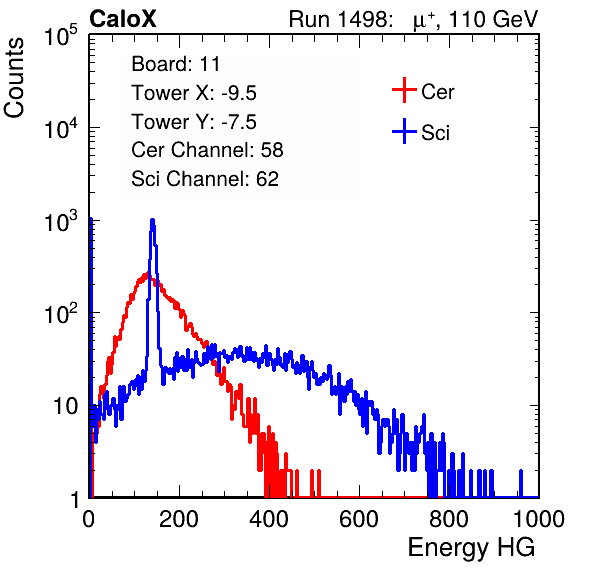 CaloX Run 1498: μ⁺, 110 GeV
Counts
Board: 11
Tower X: -9.5
Tower Y: -7.5
Cer Channel: 58
Sci Channel: 62
Cer
Sci
10⁵
10⁴
10³
10²
10
1
0 200 400 600 800 1000
Energy HG